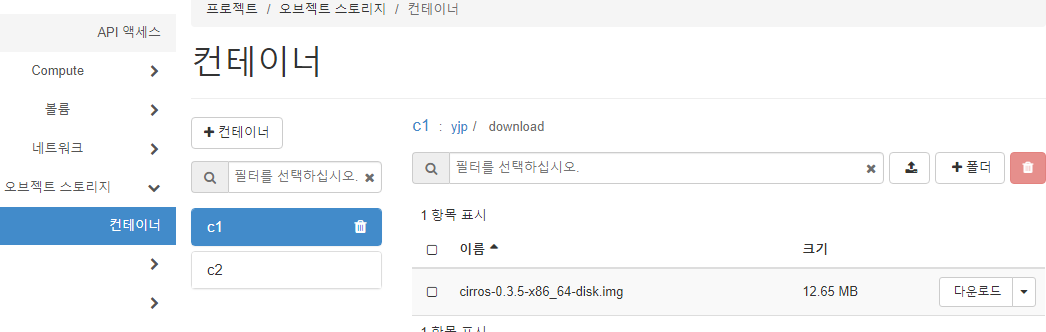 프로젝트 / 오브젝트 스토리지 / 컨테이너
API 액세스
Compute
볼륨
네트워크
오브젝트 스토리지
컨테이너
컨테이너
+ 컨테이너
필터를 선택하십시오.
c1
c2
c1 : yjp / download
필터를 선택하십시오.
+ 폴더
1 항목 표시
이름 크기
cirros-0.3.5-x86_64-disk.img 12.65 MB 다운로드
1 항목 표시